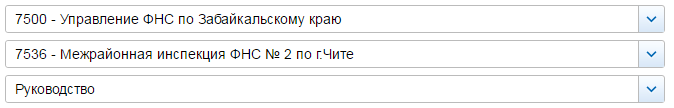 7500 - Управление ФНС по Забайкальскому краю
7536 - Межрайонная инспекция ФНС № 2 по г.Чите
Руководство